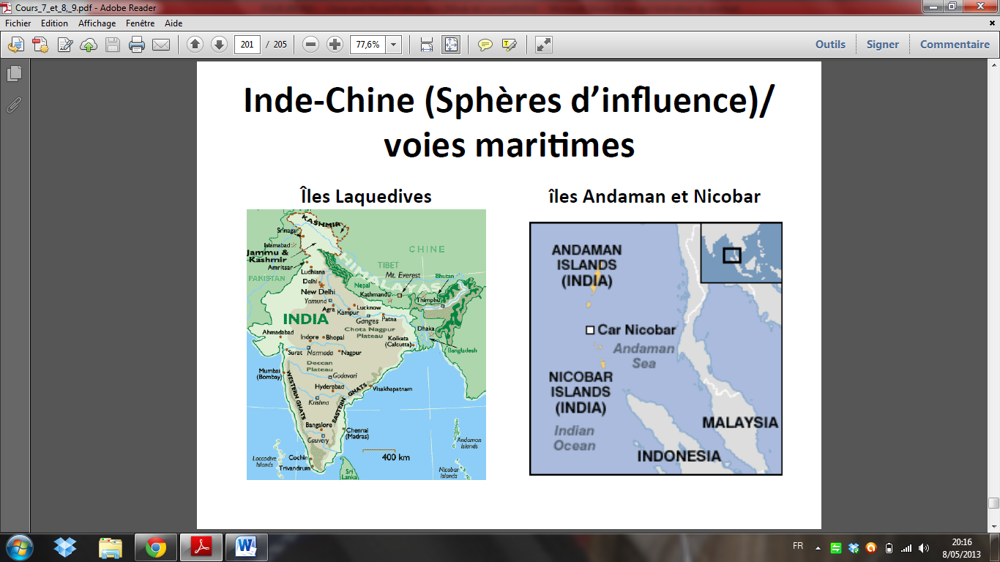 Cours_7_et_8,_9.pdf - Adobe Reader
Fichier Edition Affichage Fenêtre Aide
201 / 205 77,6% Outils Signer Commentaire
Inde-Chine (Sphères d’influence)/
voies maritimes
Îles Laquedives
KASHMIR
Srinagar
Islamabad
Jammu &
Kashmir
Amritsar
CHINE
TIBET
HIMALAYAS
Mt. Everest
PAKISTAN
Ludhiana
Delhi
New Delhi
Nepal
Kathmandu
Bhutan
Thimphu
Yamuna
Agra
Kampur
Lucknow
Ganges
Patna
INDIA
Chota Nagpur
Plateau
Dhaka
Ahmadabad
Indore
Bhopal
Kolkata
(Calcutta)
Bangladesh
Surat
Narmada
Nagpur
Deccan
Plateau
Mumbai
(Bombay)
Godavari
WESTERN GHATS
Hyderabad
EASTERN GHATS
Visakhapatnam
Krishna
Bangalore
Chennai
(Madras)
Cauvery
Andaman
Islands
400 km
Laccadive
Islands
Cochin
Trivandrum
Sri
Lanka
Nicobar
Islands
îles Andaman et Nicobar
ANDAMAN
ISLANDS
(INDIA)
Car Nicobar
Andaman
Sea
NICOBAR
ISLANDS
(INDIA)
Indian
Ocean
MALAYSIA
INDONESIA
FR
20:16
8/05/2013